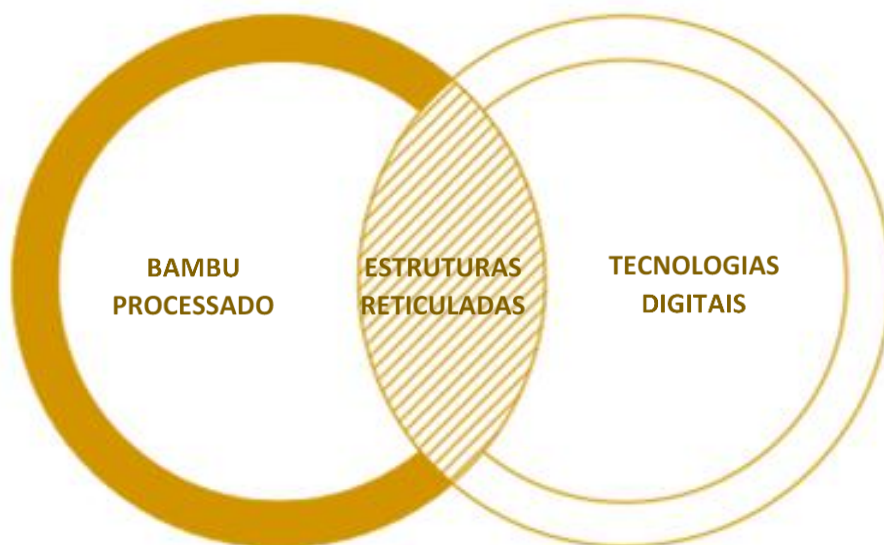 BAMBU
PROCESSADO
ESTRUTURAS
RETICULADAS
TECNOLOGIAS
DIGITAIS